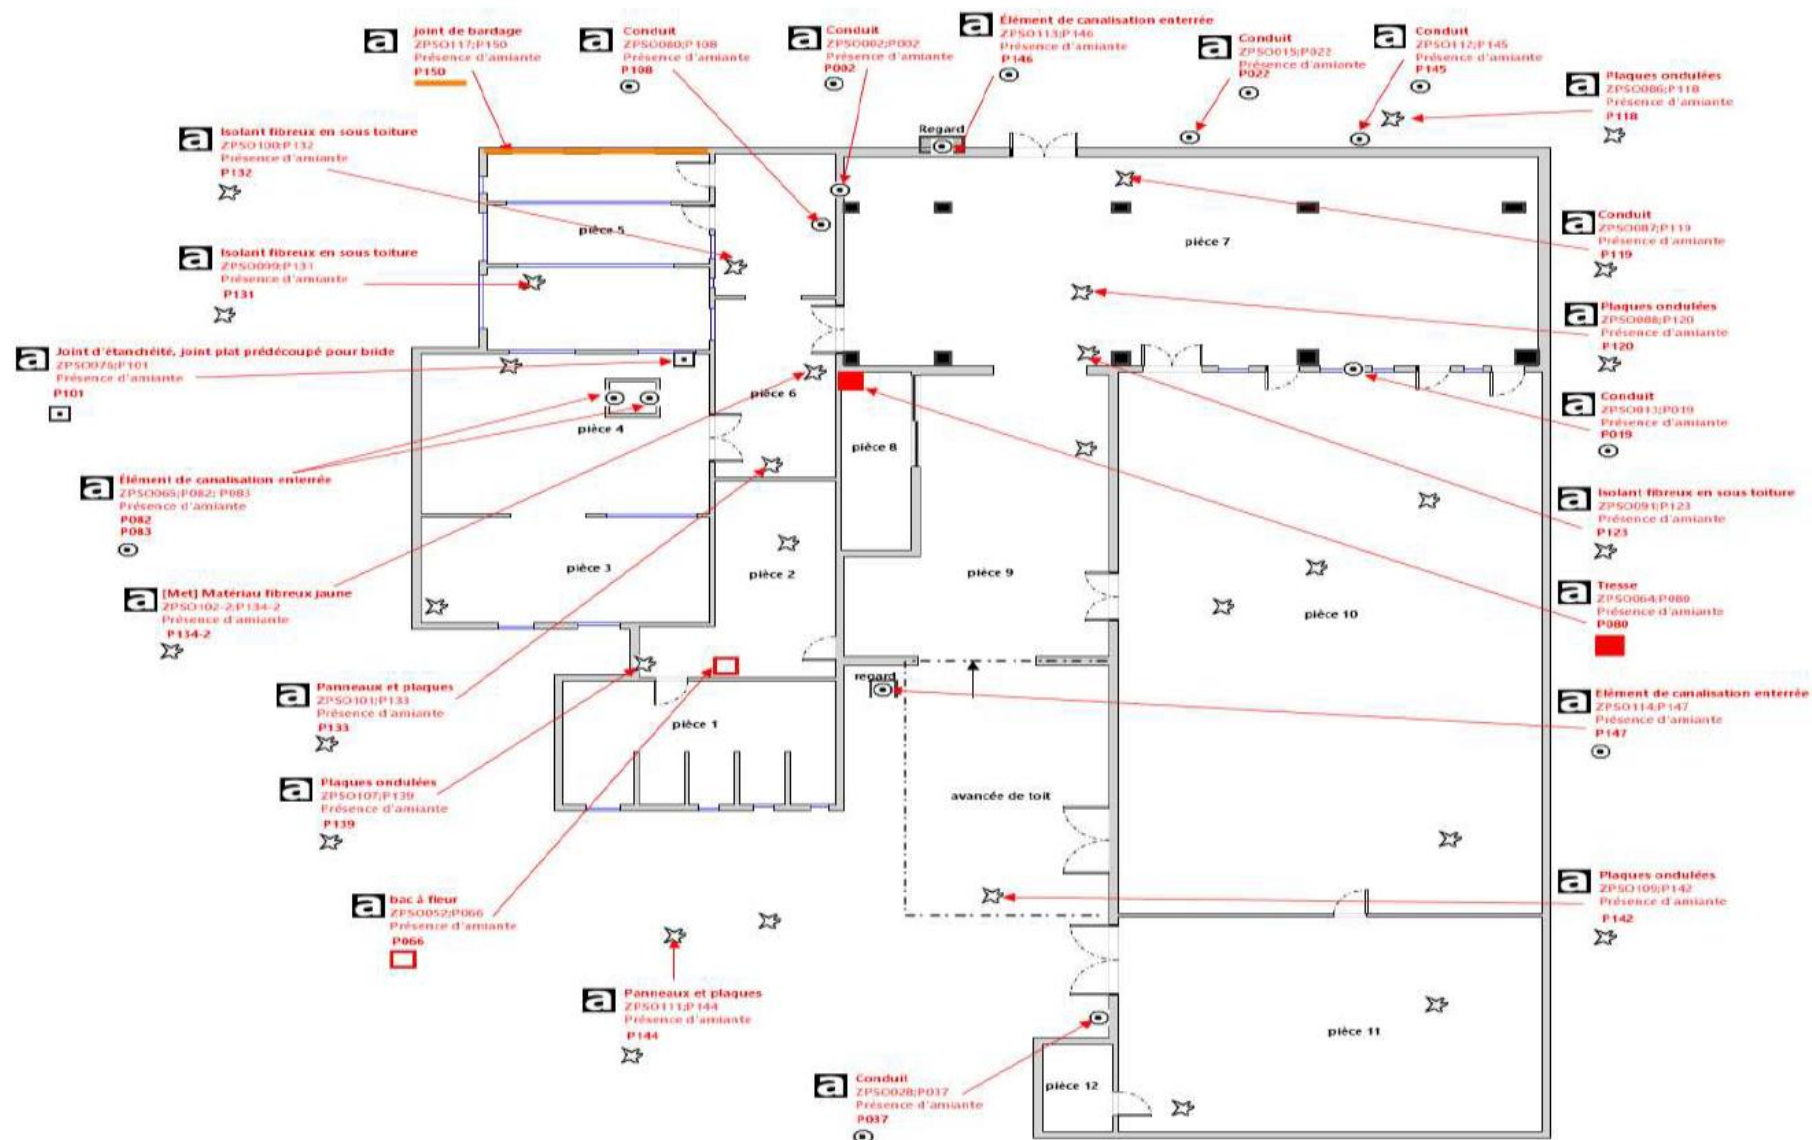 a
Joint de bardage
ZPSO117;P150
Présence d'amiante
P150
a
Conduit
ZPSO080;P108
Présence d'amiante
P108
a
Conduit
ZPSO002;P002
Présence d'amiante
P002
a
Élément de canalisation enterrée
ZPSO113;P146
Présence d'amiante
P146
a
Conduit
ZPSO015;P022
Présence d'amiante
P022
a
Conduit
ZPSO112;P145
Présence d'amiante
P145
a
Plaques ondulées
ZPSO086;P118
Présence d'amiante
P118
a
Isolant fibreux en sous toiture
ZPSO100;P132
Présence d'amiante
P132
a
Isolant fibreux en sous toiture
ZPSO099;P131
Présence d'amiante
P131
a
Joint d'étanchéité, joint plat prédécoupé pour bride
ZPSO076;P101
Présence d'amiante
P101
a
Élément de canalisation enterrée
ZPSO065;P082; P083
Présence d'amiante
P082
P083
a
[Met] Matériau fibreux jaune
ZPSO102-2;P134-2
Présence d'amiante
P134-2
a
Panneaux et plaques
ZPSO101;P133
Présence d'amiante
P133
a
Plaques ondulées
ZPSO107;P139
Présence d'amiante
P139
a
bac à fleur
ZPSO052;P066
Présence d'amiante
P066
a
Panneaux et plaques
ZPSO111;P144
Présence d'amiante
P144
a
Conduit
ZPSO028;P037
Présence d'amiante
P037
a
Conduit
ZPSO087;P119
Présence d'amiante
P119
a
Plaques ondulées
ZPSO088;P120
Présence d'amiante
P120
a
Conduit
ZPSO013;P019
Présence d'amiante
P019
a
Isolant fibreux en sous toiture
ZPSO091;P123
Présence d'amiante
P123
a
Tresse
ZPSO064;P080
Présence d'amiante
P080
a
Elément de canalisation enterrée
ZPSO114;P147
Présence d'amiante
P147
a
Plaques ondulées
ZPSO109;P142
Présence d'amiante
P142
Regard
pièce 5
pièce 7
pièce 6
pièce 4
pièce 8
pièce 3
pièce 2
pièce 9
pièce 10
regard
pièce 1
avancée de toit
pièce 11
pièce 12